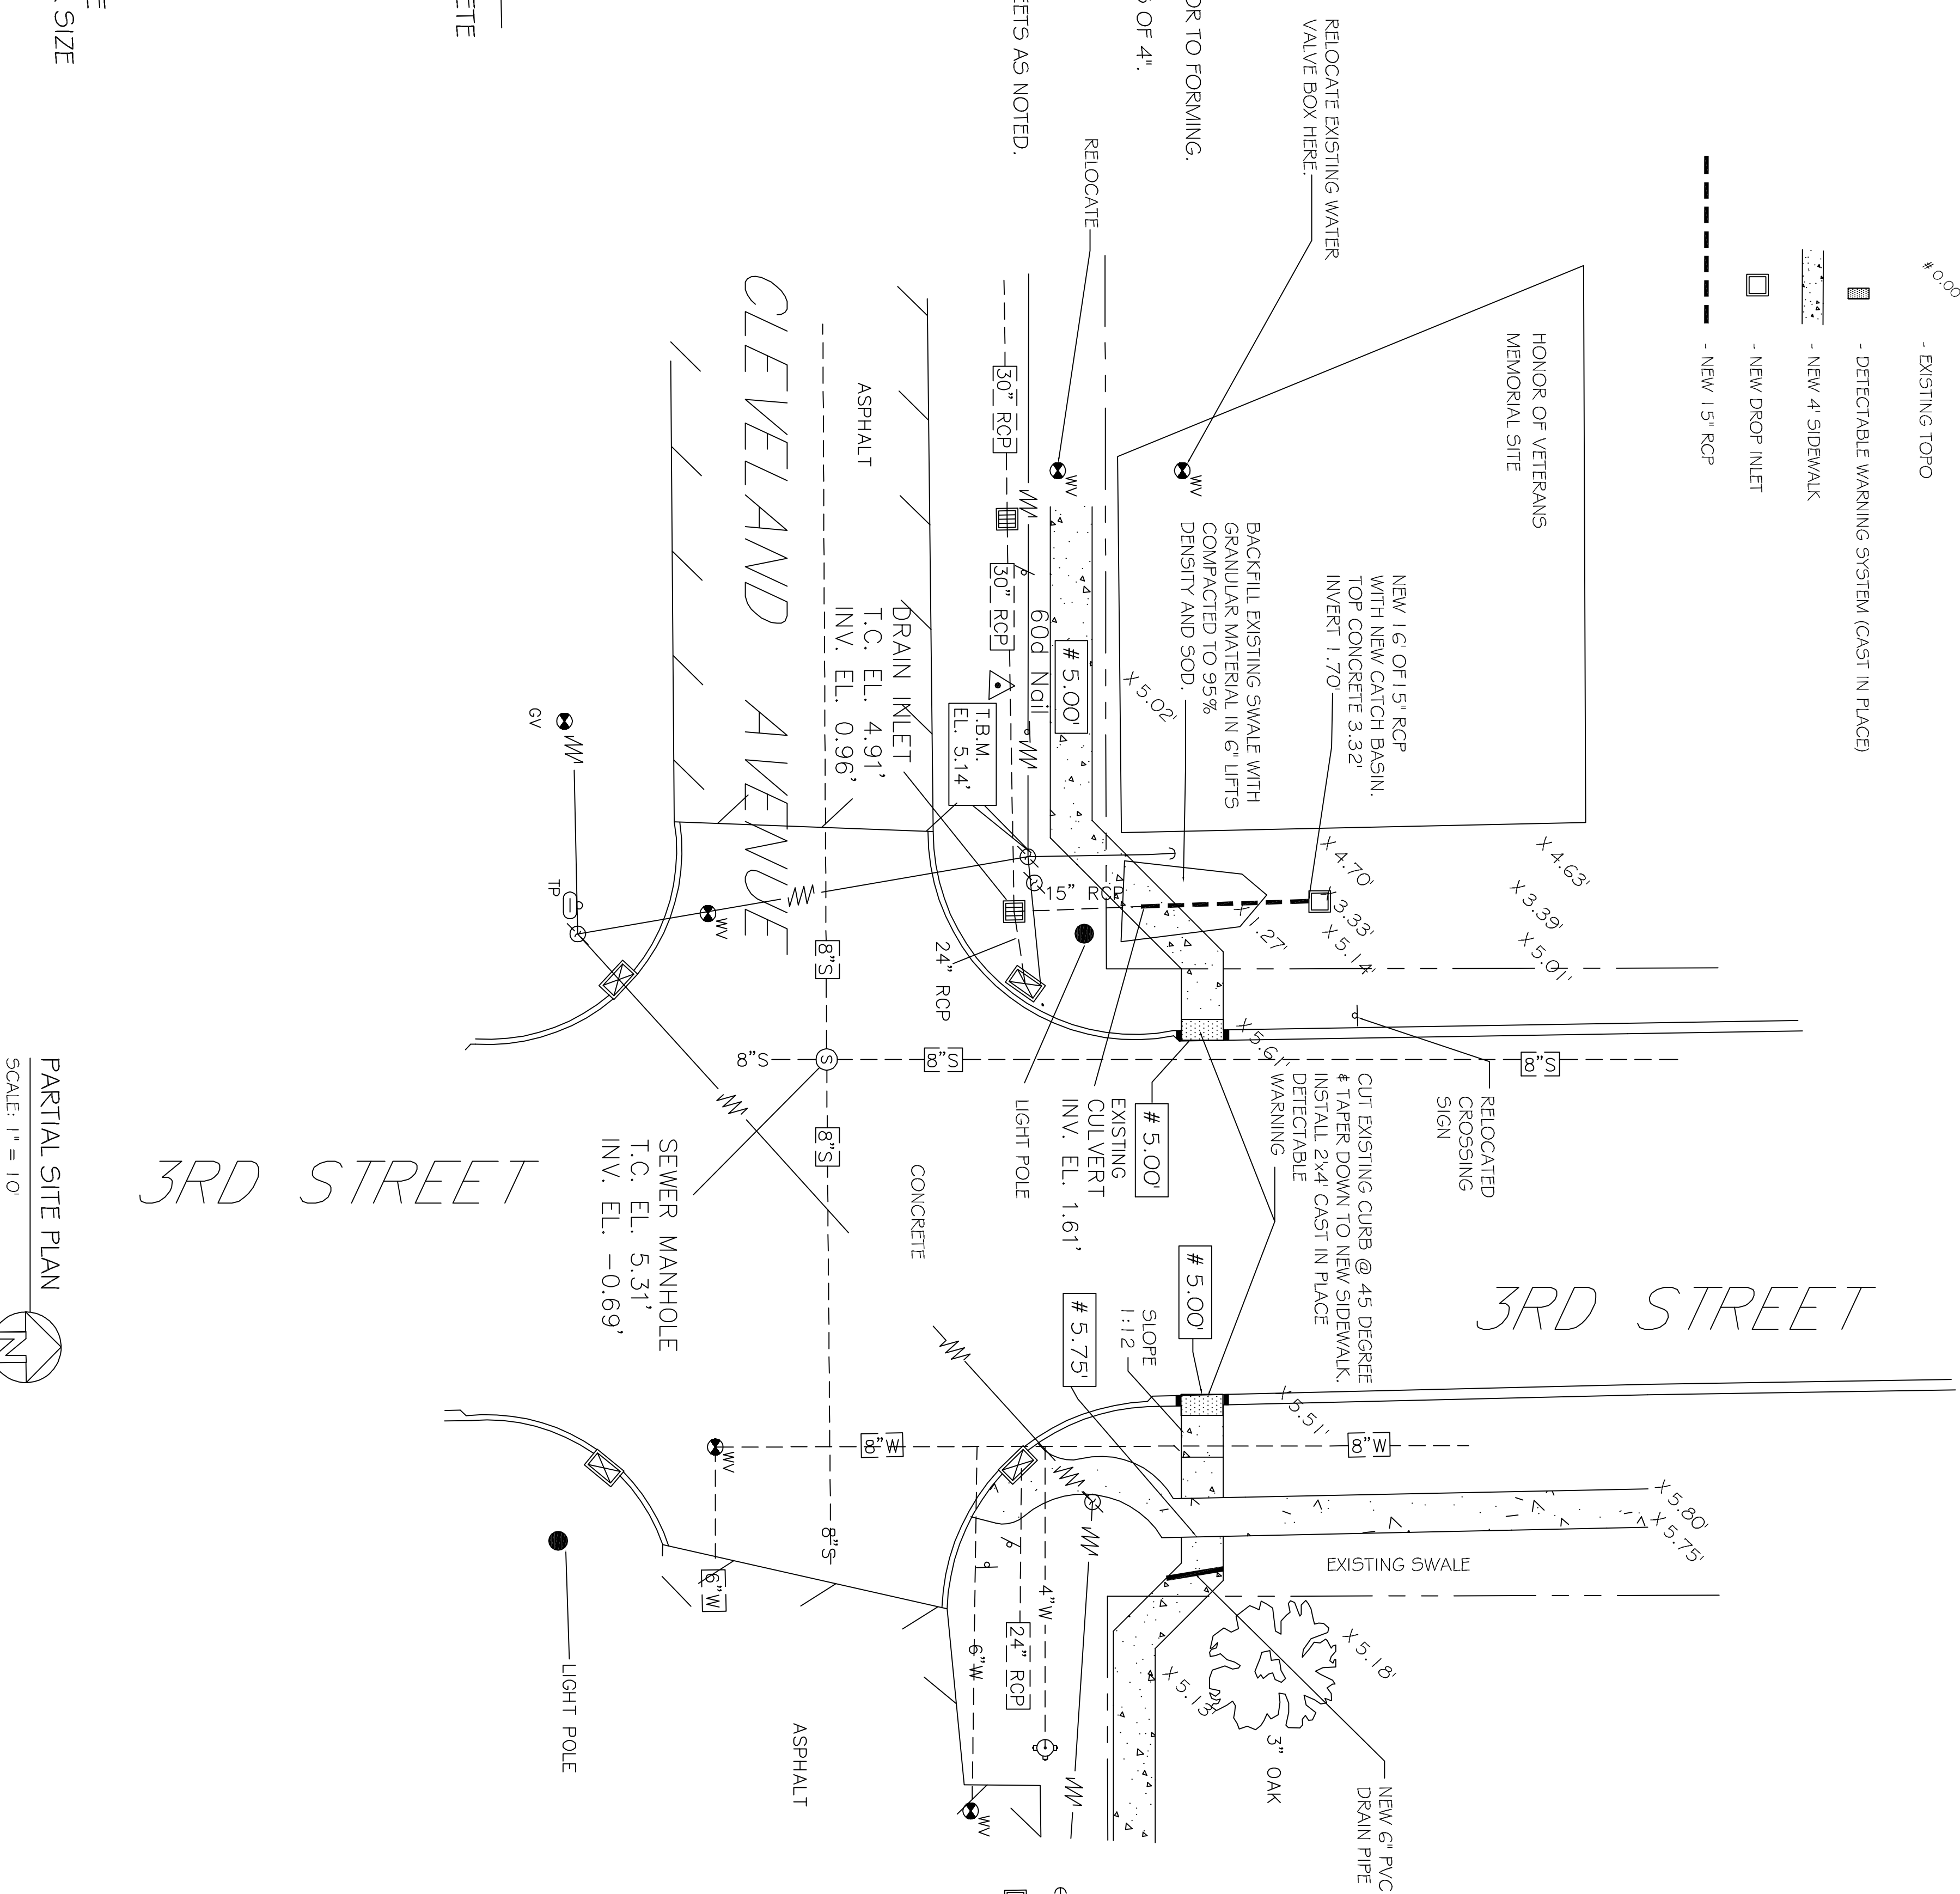 # 0.00
- EXISTING TOPO
- DETECTABLE WARNING SYSTEM (CAST IN PLACE)
- NEW 4' SIDEWALK
- NEW DROP INLET
- NEW 15" RCP
HONOR OF VETERANS
MEMORIAL SITE
RELOCATE EXISTING WATER
VALVE BOX HERE.
OR TO FORMING.
OF 4".
RELOCATE
EETS AS NOTED.
ETE
SIZE
WV
WV
NEW 16' OF 15" RCP
WITH NEW CATCH BASIN.
TOP CONCRETE 3.32'
INVERT 1.70'
BACKFILL EXISTING SWALE WITH
GRANULAR MATERIAL IN 6" LIFTS
COMPACTED TO 95%
DENSITY AND SOD.
X 4.63'
X 3.39'
X 5.01'
X 4.70'
3.33'
X 5.14'
X 1.27'
X 5.02'
# 5.00'
60d Nail
30" RCP
30" RCP
T.B.M.
EL. 5.14'
DRAIN INLET
T.C. EL. 4.91'
INV. EL. 0.96'
ASPHALT
CLEVELAND AVENUE
15" RCP
24" RCP
GV
TP
WV
8"S
8"S
8"S
8"S
8"S
8"S
S
X 5.61'
RELOCATED
CROSSING
SIGN
CUT EXISTING CURB @ 45 DEGREE
& TAPER DOWN TO NEW SIDEWALK.
INSTALL 2'x4' CAST IN PLACE
DETECTABLE
WARNING
# 5.00'
EXISTING
CULVERT
INV. EL. 1.61'
LIGHT POLE
CONCRETE
SEWER MANHOLE
T.C. EL. 5.31'
INV. EL. -0.69'
3RD STREET
3RD STREET
# 5.00'
SLOPE
1:12
# 5.75'
X 5.51'
8"W
8"W
WV
6"W
X 5.80'
X 5.75'
EXISTING SWALE
4"W
24" RCP
6"W
X 5.18'
X 5.13'
3" OAK
NEW 6" PVC
DRAIN PIPE
WV
ASPHALT
LIGHT POLE
PARTIAL SITE PLAN
SCALE: 1" = 10'
N